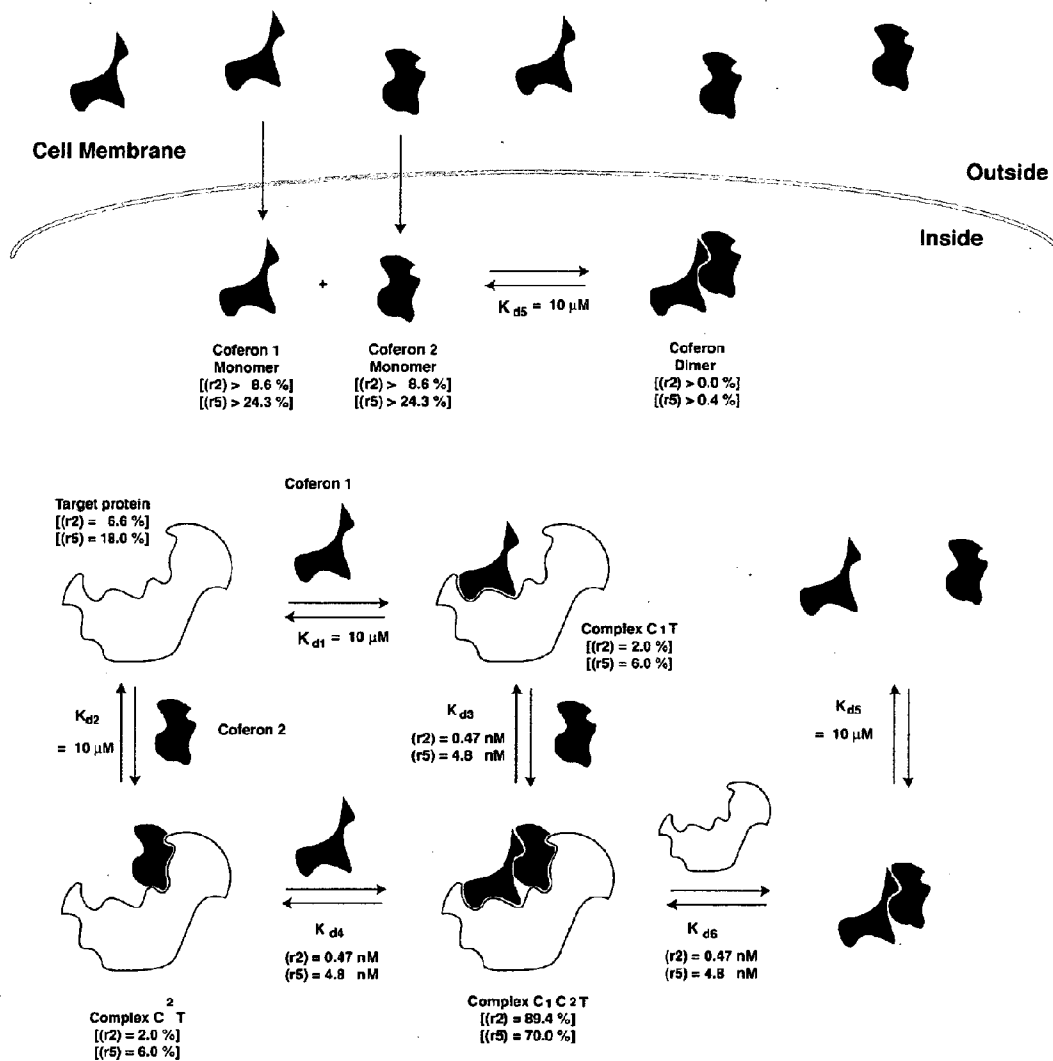 Cell Membrane
Outside
Inside
+
K d5 = 10 µM
Coferon 1
Monomer
[(r2) > 8.6 %]
[(r5) > 24.3 %]
Coferon 2
Monomer
[(r2) > 8.6 %]
[(r5) > 24.3 %]
Coferon
Dimer
[(r2) > 0.0 %]
[(r5) > 0.4 %]
Coferon 1
Target protein
[(r2) = 6.6 %]
[(r5) = 18.0 %]
K d1 = 10 µM
Complex C 1 T
[(r2) = 2.0 %]
[(r5) = 6.0 %]
K d2
= 10 µM
Coferon 2
K d3
(r2) = 0.47 nM
(r5) = 4.8 nM
K d5
= 10 µM
K d4
(r2) = 0.47 nM
(r5) = 4.8 nM
K d6
(r2) = 0.47 nM
(r5) = 4.8 nM
Complex C 2 T
[(r2) = 2.0 %]
[(r5) = 6.0 %]
Complex C 1 C 2 T
[(r2) = 89.4 %]
[(r5) = 70.0 %]